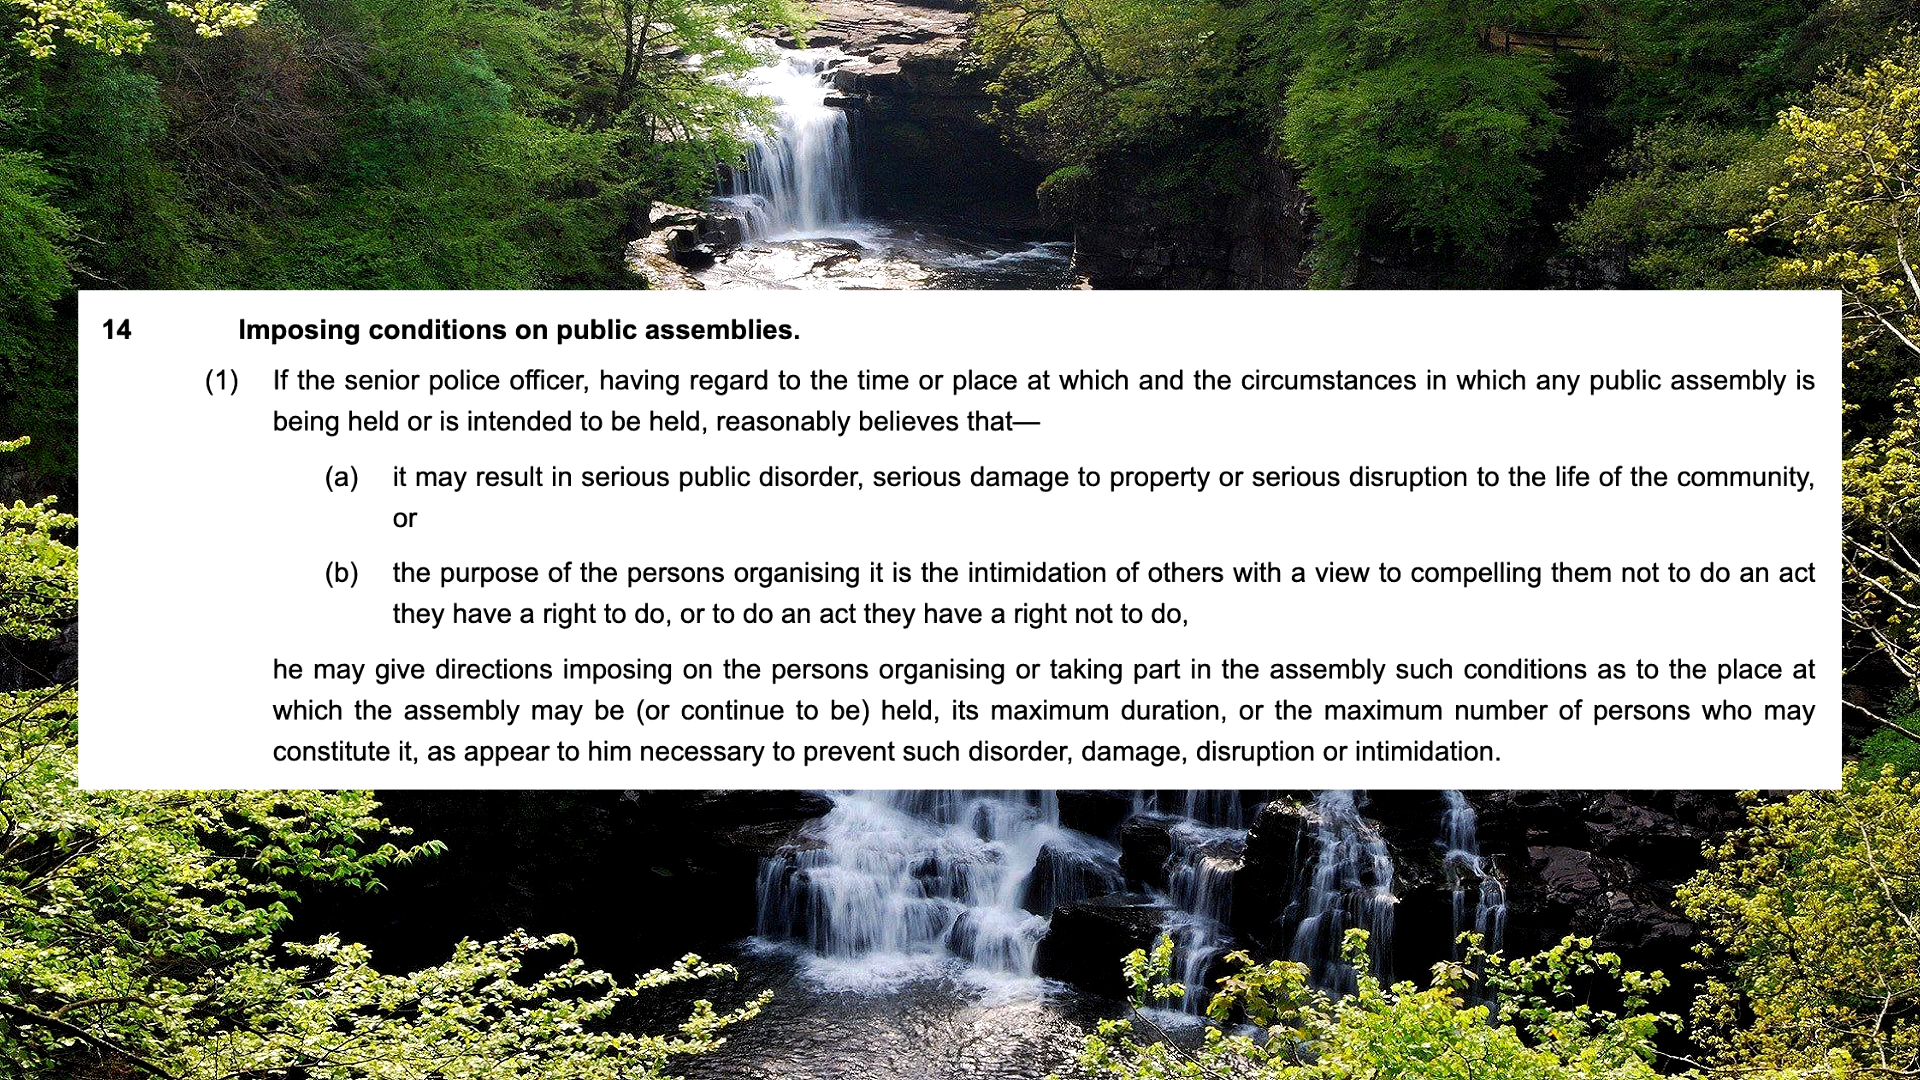 14 Imposing conditions on public assemblies.
(1) If the senior police officer, having regard to the time or place at which and the circumstances in which any public assembly is
being held or is intended to be held, reasonably believes that—
(a) it may result in serious public disorder, serious damage to property or serious disruption to the life of the community,
or
(b) the purpose of the persons organising it is the intimidation of others with a view to compelling them not to do an act
they have a right to do, or to do an act they have a right not to do,
he may give directions imposing on the persons organising or taking part in the assembly such conditions as to the place at
which the assembly may be (or continue to be) held, its maximum duration, or the maximum number of persons who may
constitute it, as appear to him necessary to prevent such disorder, damage, disruption or intimidation.